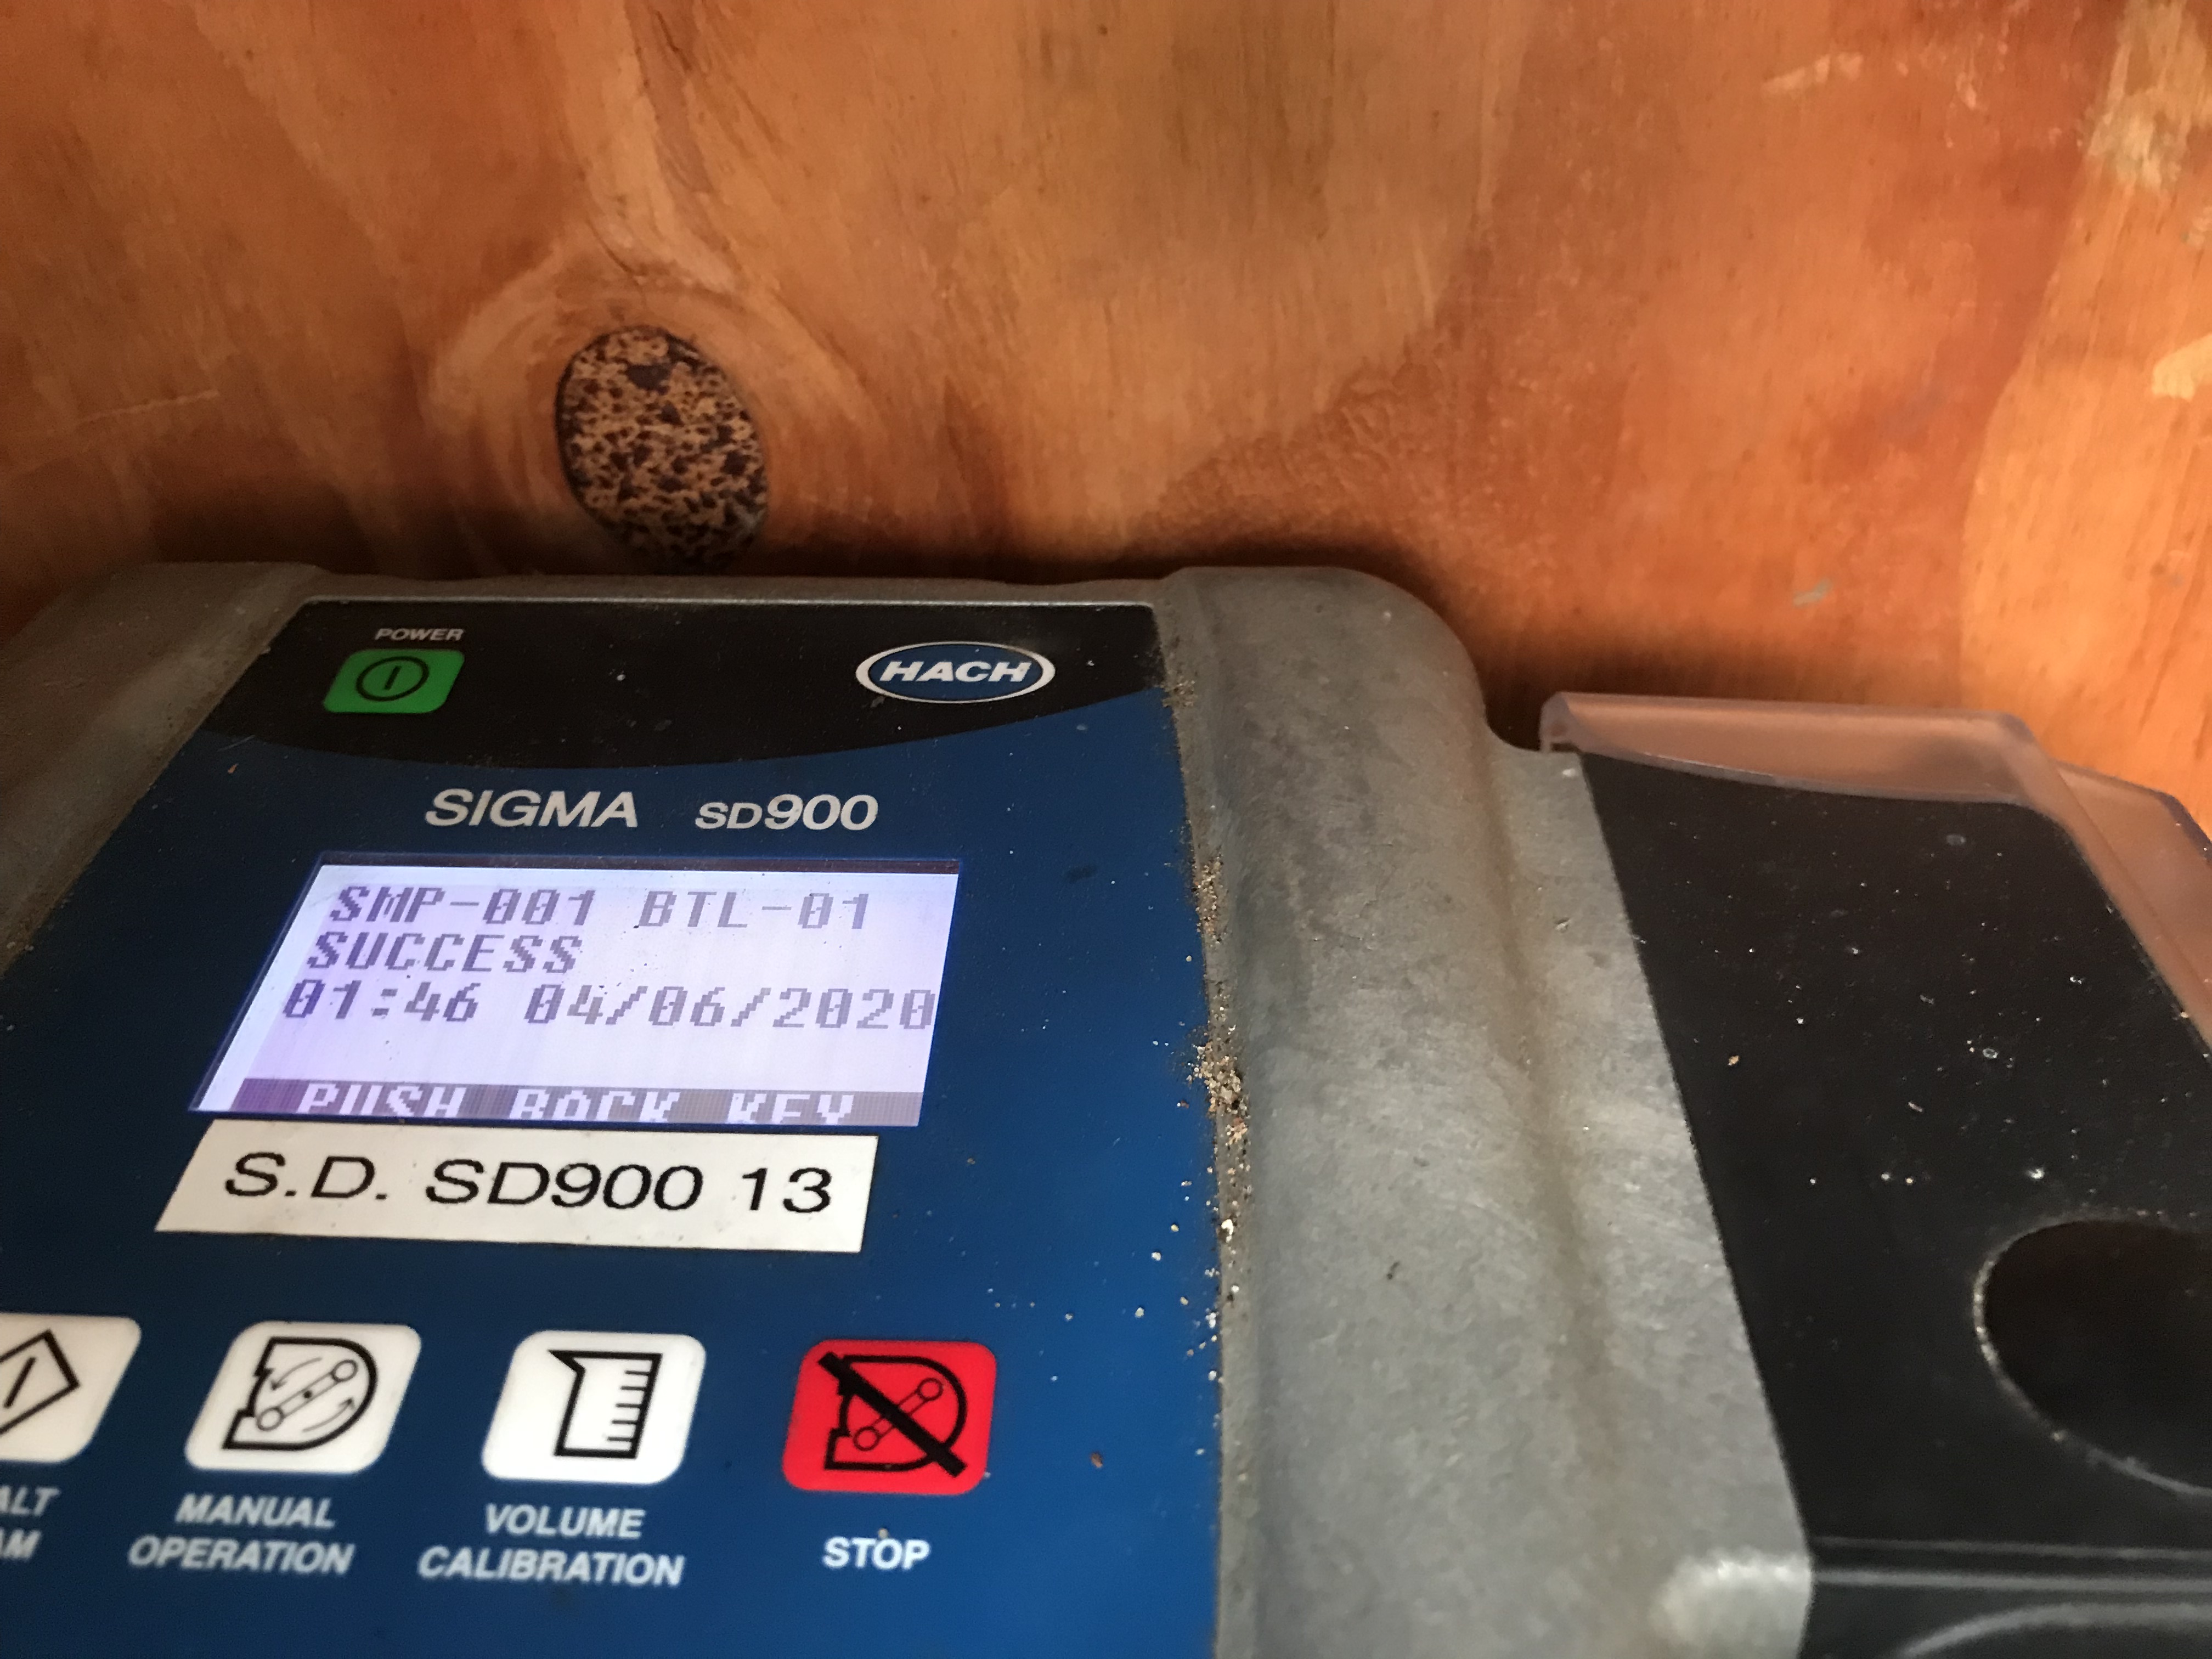 POWER
HACH
SIGMA SD900
SMP-001 BTL-01
SUCCESS
01:46 04/06/2020
PUSH BACK KEY
S.D. SD900 13
MANUAL
OPERATION
VOLUME
CALIBRATION
STOP